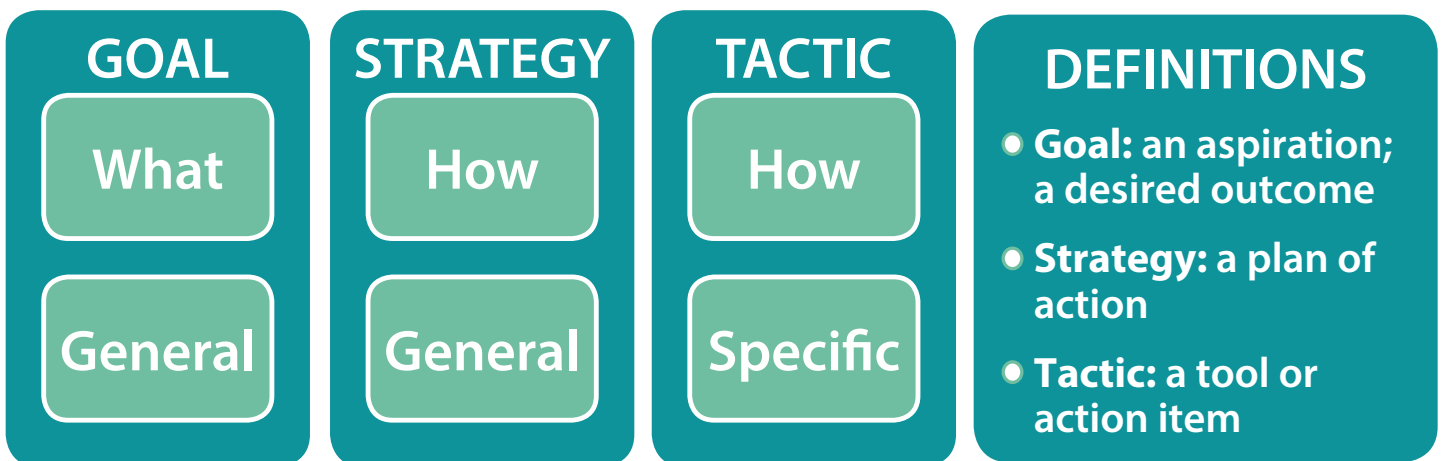 GOAL
What
General
STRATEGY
How
General
TACTIC
How
Specific
DEFINITIONS
Goal: an aspiration;
a desired outcome
Strategy: a plan of
action
Tactic: a tool or
action item